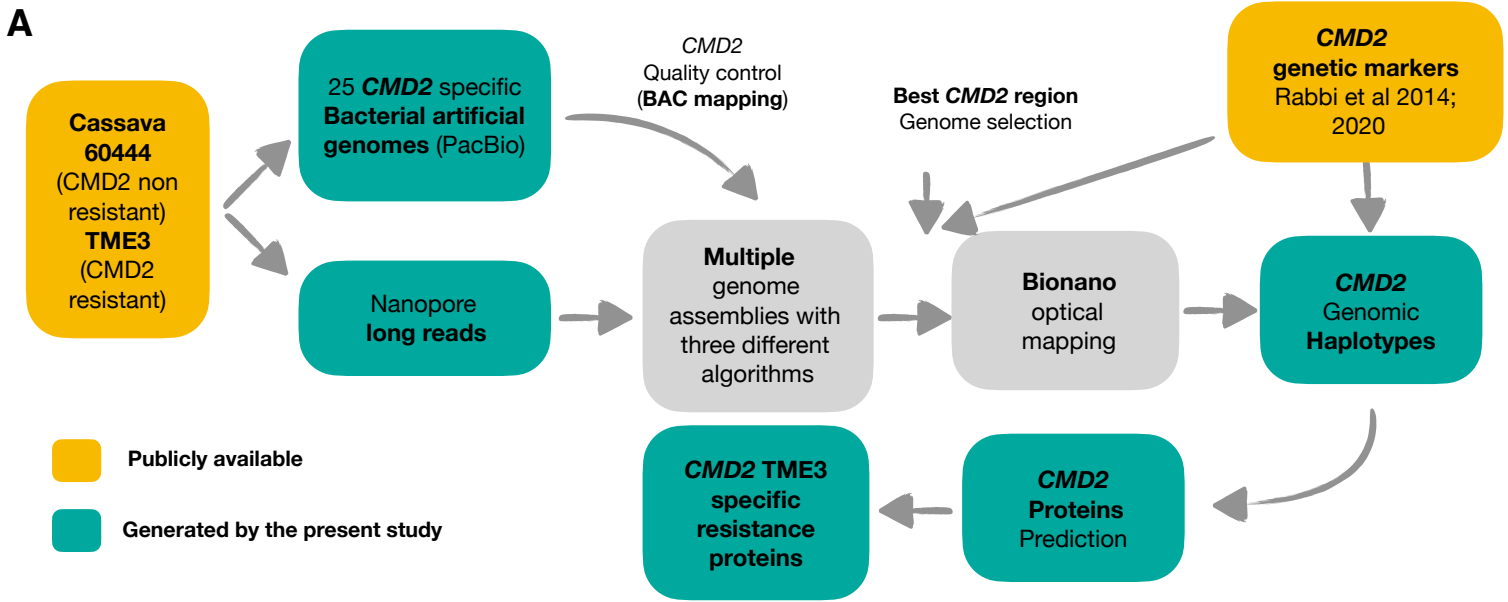 A
Cassava
60444
(CMD2 non
resistant)
TME3
(CMD2
resistant)
25 CMD2 specific
Bacterial artificial
genomes (PacBio)
Nanopore
long reads
CMD2
Quality control
(BAC mapping)
Multiple
genome
assemblies with
three different
algorithms
Best CMD2 region
Genome selection
Bionano
optical
mapping
CMD2
genetic markers
Rabbi et al 2014;
2020
CMD2
Genomic
Haplotypes
CMD2
Proteins
Prediction
CMD2 TME3
specific
resistance
proteins
Publicly available
Generated by the present study